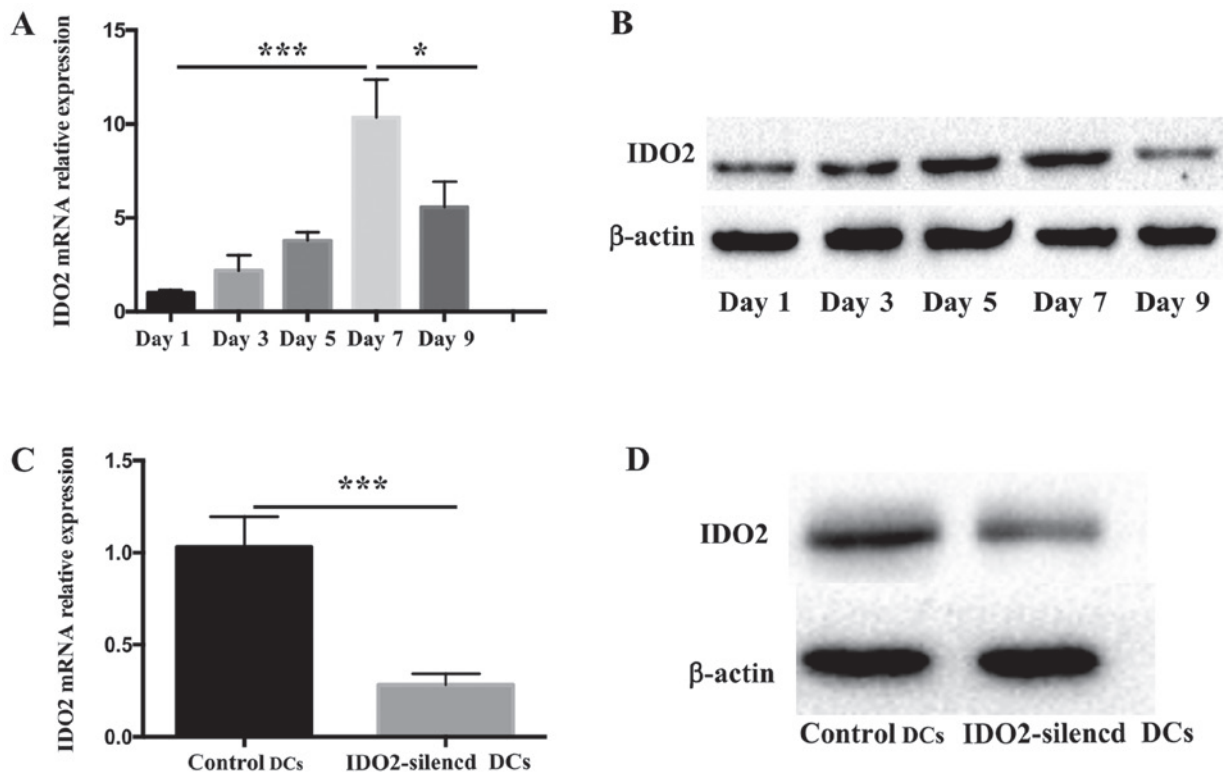 A
IDO2 mRNA relative expression
15
10
5
0
***
*
Day 1 Day 3 Day 5 Day 7 Day 9
B
IDO2
β-actin
Day 1 Day 3 Day 5 Day 7 Day 9
C
IDO2 mRNA relative expression
1.5
1.0
0.5
0.0
***
Control DCs IDO2-silencd DCs
D
IDO2
β-actin
Control DCs IDO2-silencd DCs